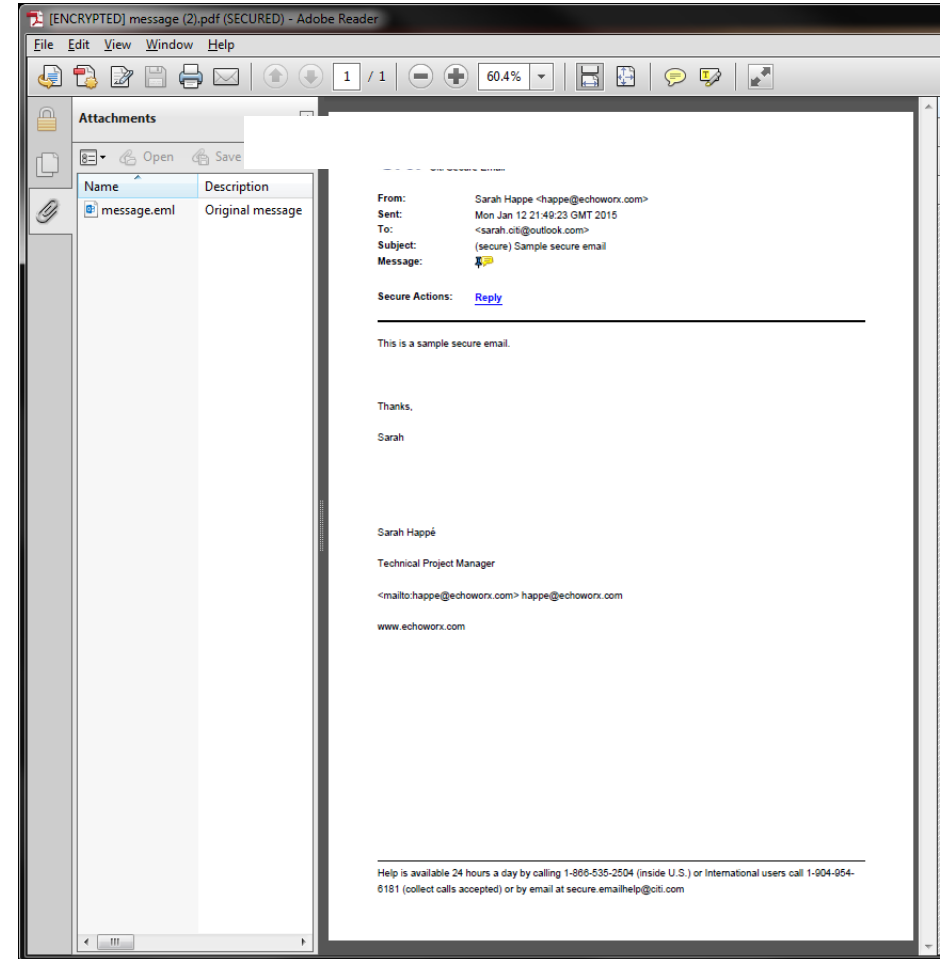 [ENCRYPTED] message (2).pdf (SECURED) - Adobe Reader
File Edit View Window Help
1 / 1 60.4%
Attachments
Open Save
Name Description
message.eml Original message
Secure Email
From: Sarah Happe <happe@echoworx.com>
Sent: Mon Jan 12 21:49:23 GMT 2015
To: <sarah.citi@outlook.com>
Subject: (secure) Sample secure email
Message:
Secure Actions: Reply
This is a sample secure email.
Thanks,
Sarah
Sarah Happé
Technical Project Manager
<mailto:happe@echoworx.com> happe@echoworx.com
www.echoworx.com
Help is available 24 hours a day by calling 1-866-535-2504 (inside U.S.) or International users call 1-904-954-
6181 (collect calls accepted) or by email at secure.emailhelp@citi.com